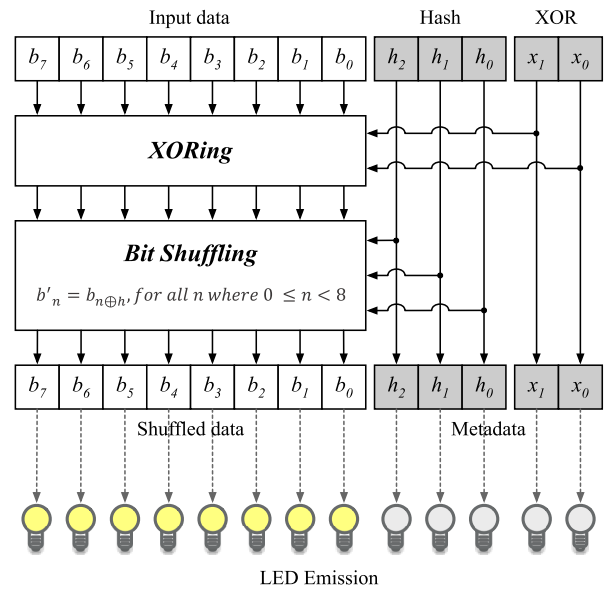 Input data Hash XOR
b₇ b₆ b₅ b₄ b₃ b₂ b₁ b₀ h₂ h₁ h₀ x₁ x₀
XORing
Bit Shuffling
b′ₙ = bₙ⊕ₕ, for all n where 0 ≤ n < 8
b₇ b₆ b₅ b₄ b₃ b₂ b₁ b₀ h₂ h₁ h₀ x₁ x₀
Shuffled data Metadata
LED Emission